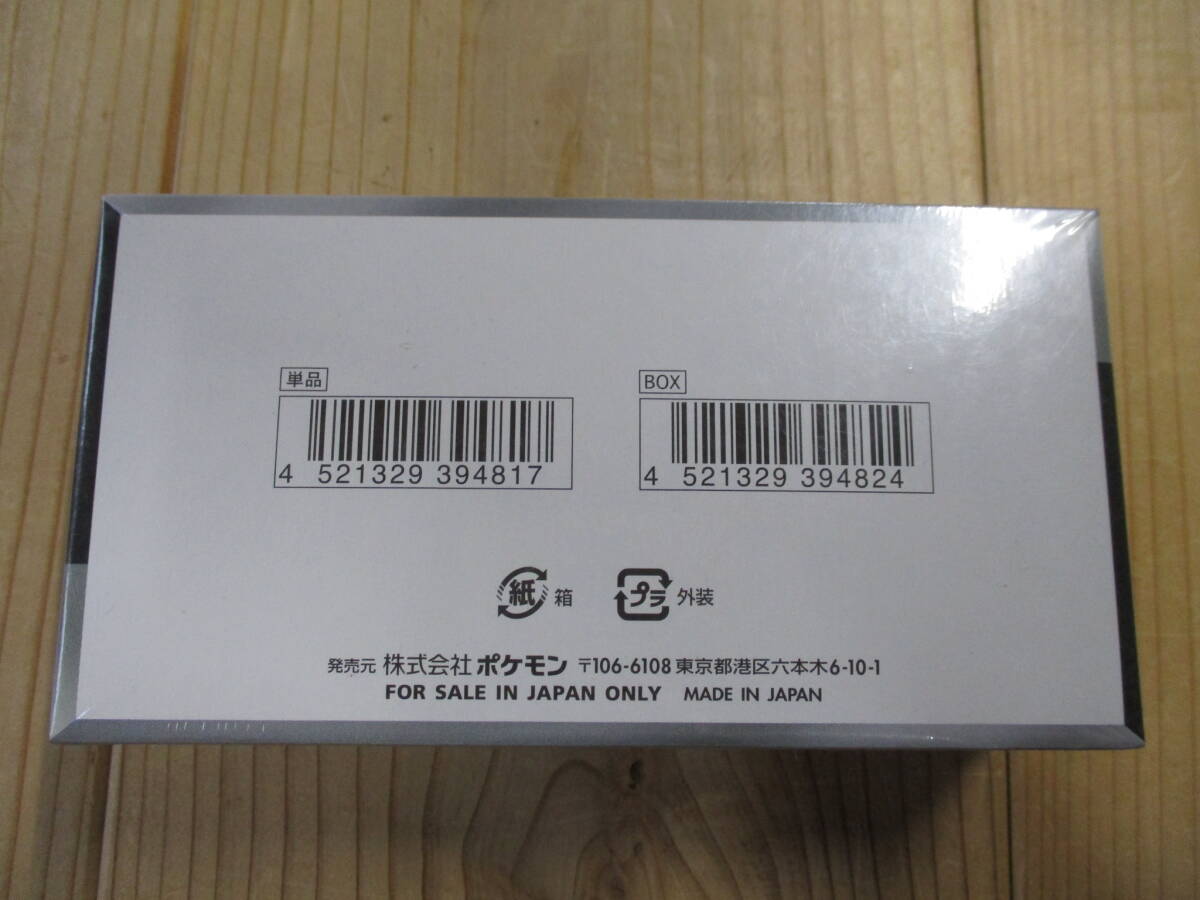 単品
4 521329 394817
BOX
4 521329 394824
紙 箱
プラ 外装
発売元 株式会社 ポケモン 〒106-6108 東京都港区六本木6-10-1
FOR SALE IN JAPAN ONLY MADE IN JAPAN